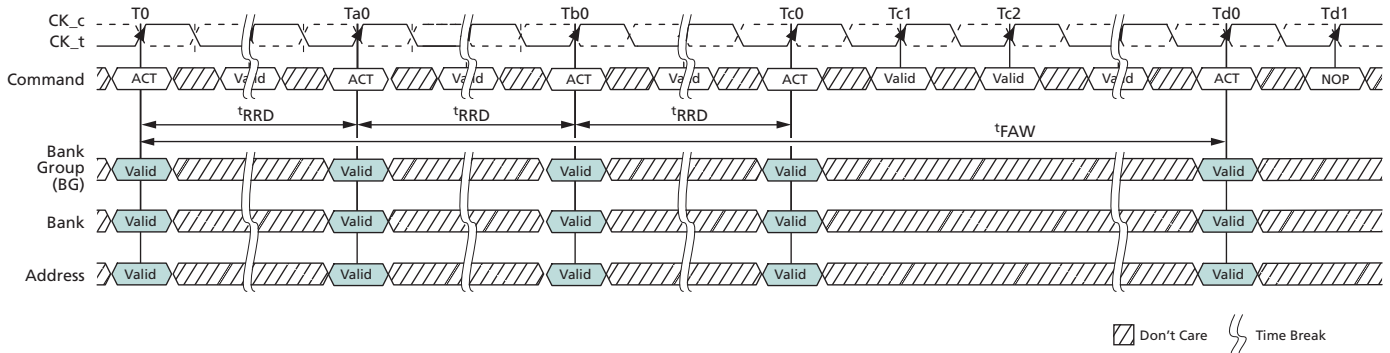 T0 Ta0 Tb0 Tc0 Tc1 Tc2 Td0 Td1
CK_c
CK_t
Command ACT Valid ACT Valid ACT Valid ACT Valid Valid Valid ACT NOP
tRRD tRRD tRRD
tFAW
Bank
Group
(BG)
Valid Valid Valid Valid Valid
Bank Valid Valid Valid Valid Valid
Address Valid Valid Valid Valid Valid
Don't Care Time Break